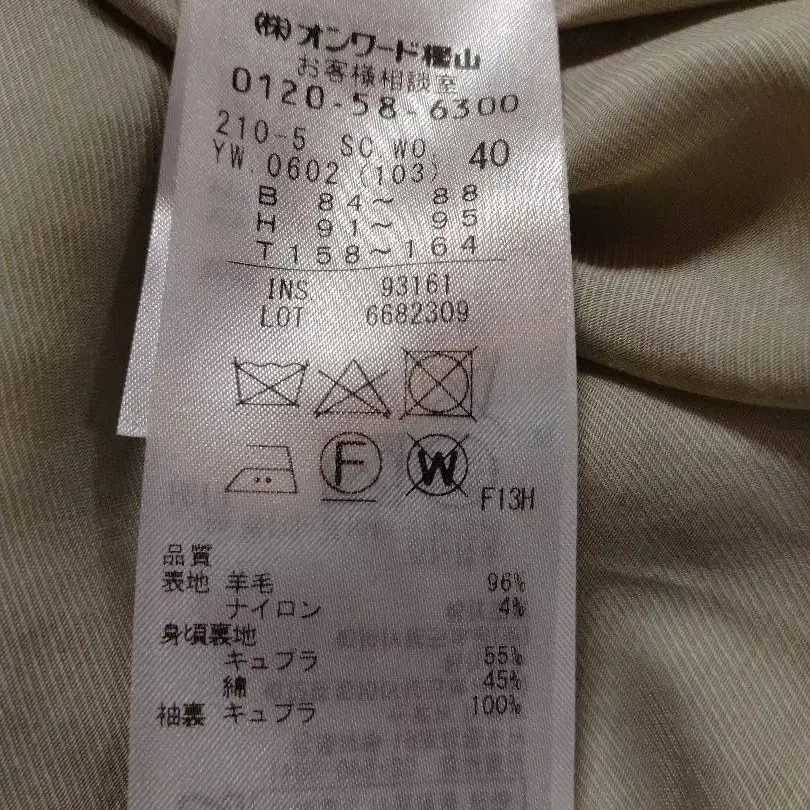 (株)オンワード樫山
お客様相談室
0120-58-6300
210-5 SC WO 40
YW 0602 (103)
B 84～ 88
H 91～ 95
T158～164
INS 93161
LOT 6682309
F
W
F13H
品質
表地 羊毛 96%
ナイロン 4%
身頃裏地
キュプラ 55%
綿 45%
袖裏 キュプラ 100%